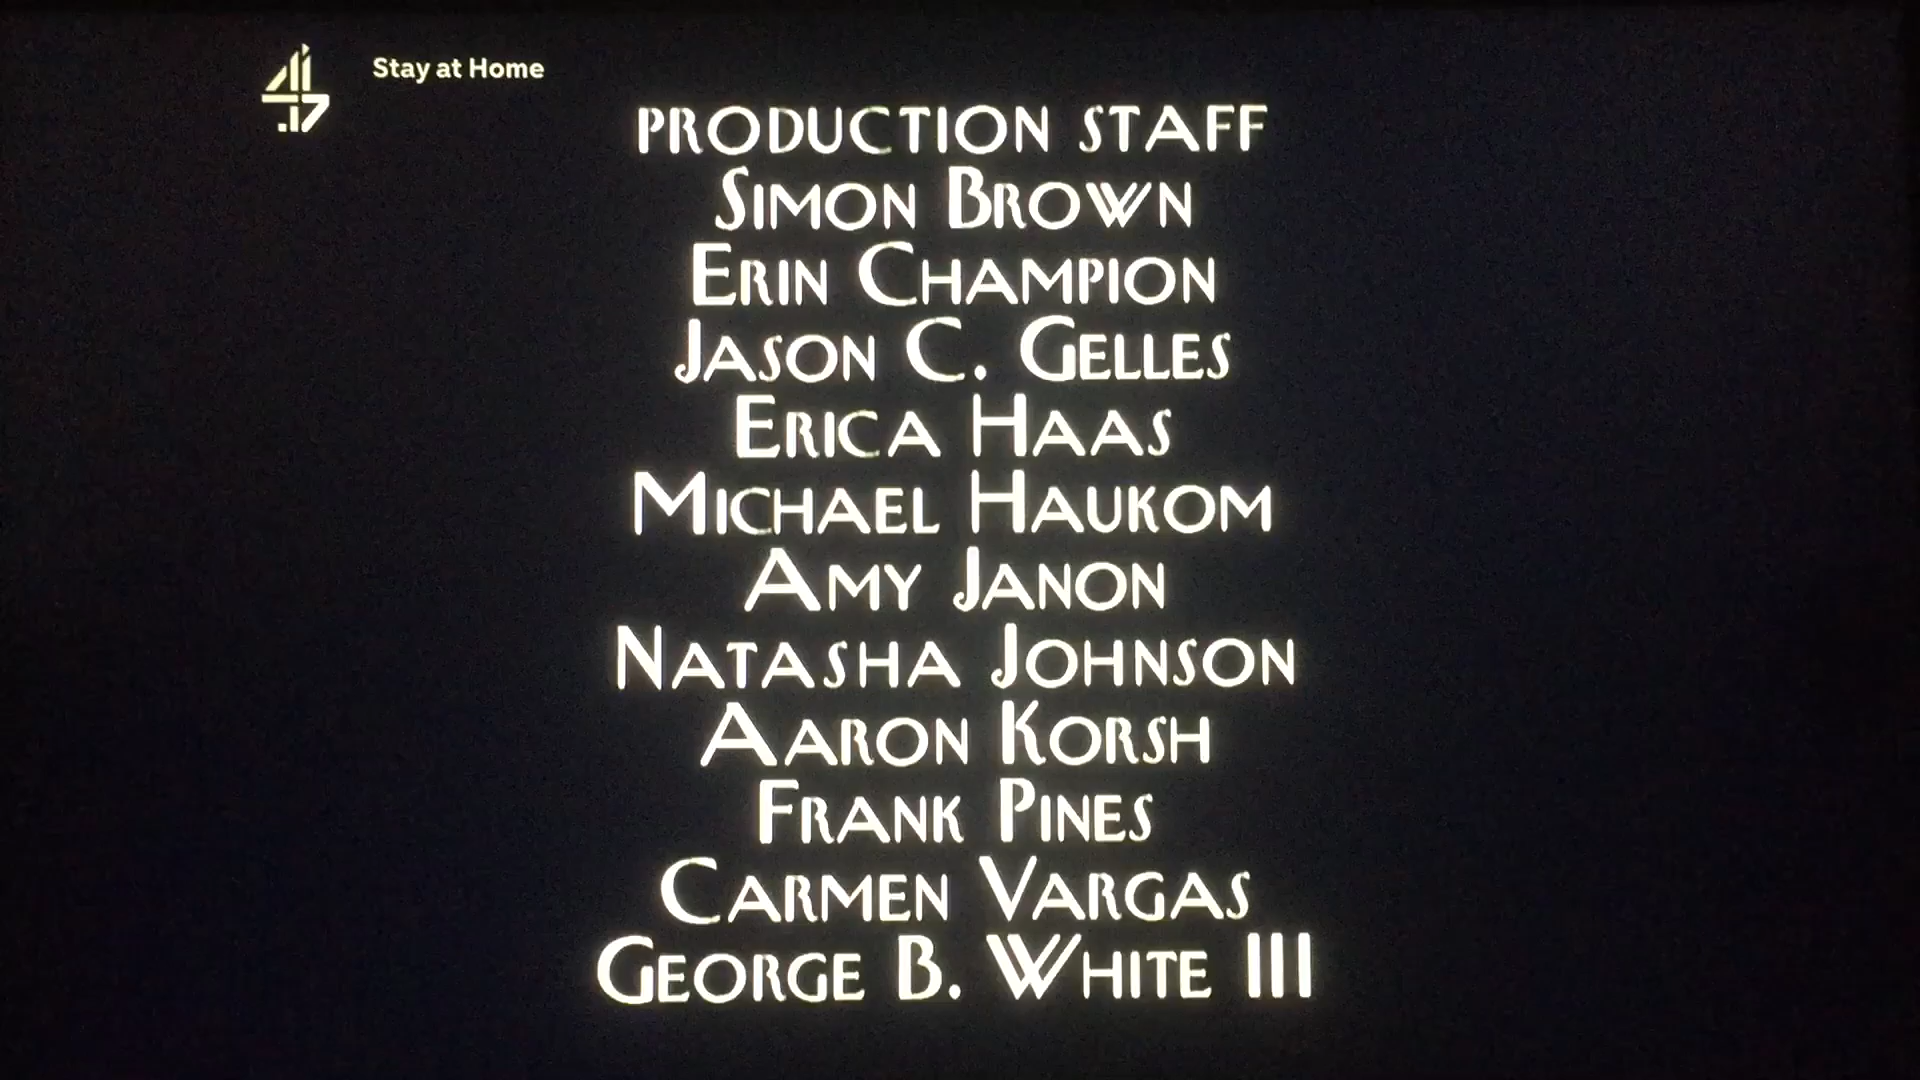 Stay at Home
PRODUCTION STAFF
SIMON BROWN
ERIN CHAMPION
JASON C. GELLES
ERICA HAAS
MICHAEL HAUKOM
AMY JANON
NATASHA JOHNSON
AARON KORSH
FRANK PINES
CARMEN VARGAS
GEORGE B. WHITE III